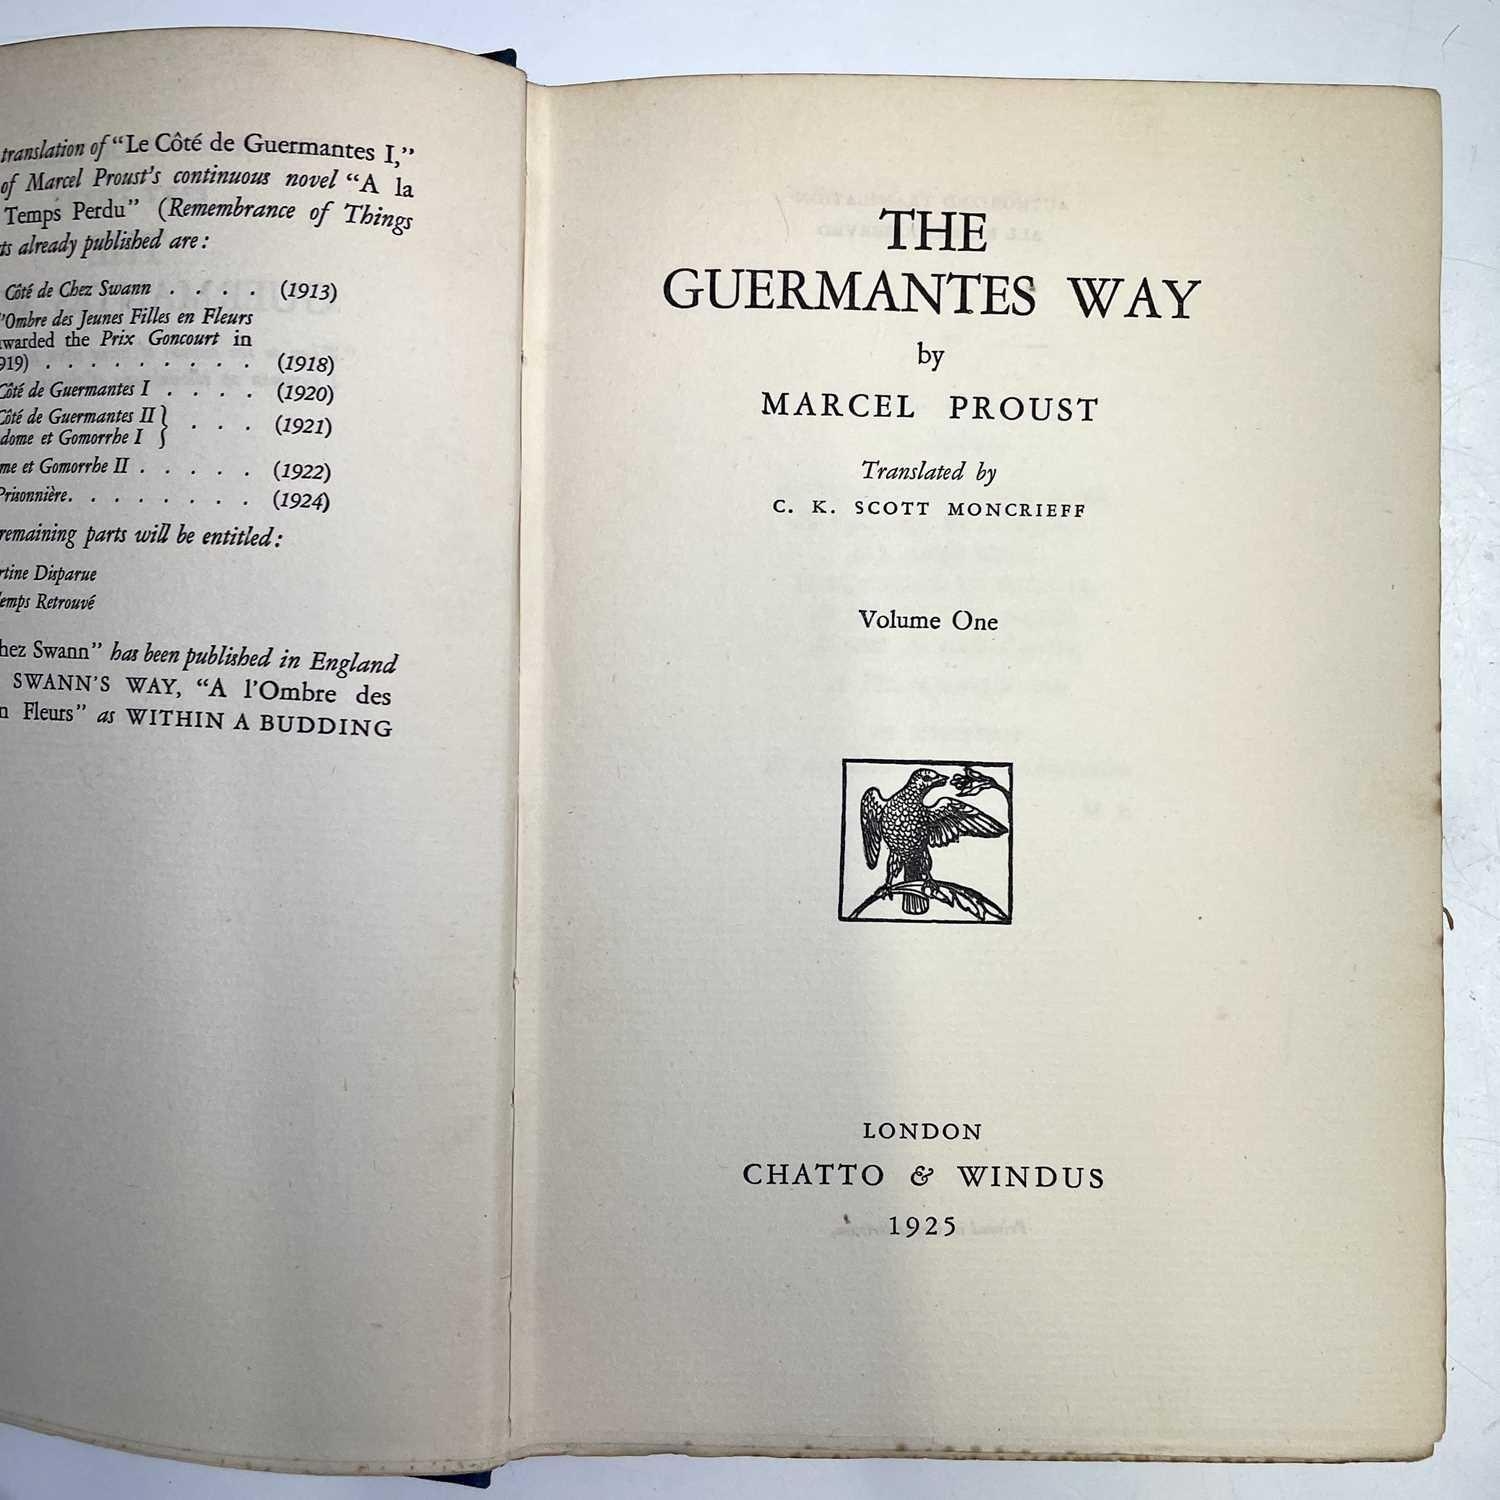 translation of "Le Côté de Guermantes I,"
of Marcel Proust's continuous novel "A la
Temps Perdu" (Remembrance of Things
already published are:
Côté de Chez Swann . . . . (1913)
l'Ombre des Jeunes Filles en Fleurs
awarded the Prix Goncourt in
919) . . . . . . . . . (1918)
Côté de Guermantes I . . . . (1920)
Côté de Guermantes II } . . . (1921)
dome et Gomorrhe I
me et Gomorrhe II . . . . . (1922)
Prisonnière. . . . . . . . (1924)
remaining parts will be entitled:
rtine Disparue
Temps Retrouvé
hez Swann" has been published in England
SWANN'S WAY, "A l'Ombre des
n Fleurs" as WITHIN A BUDDING
THE
GUERMANTES WAY
by
MARCEL PROUST
Translated by
C. K. SCOTT MONCRIEFF
Volume One
LONDON
CHATTO & WINDUS
1925